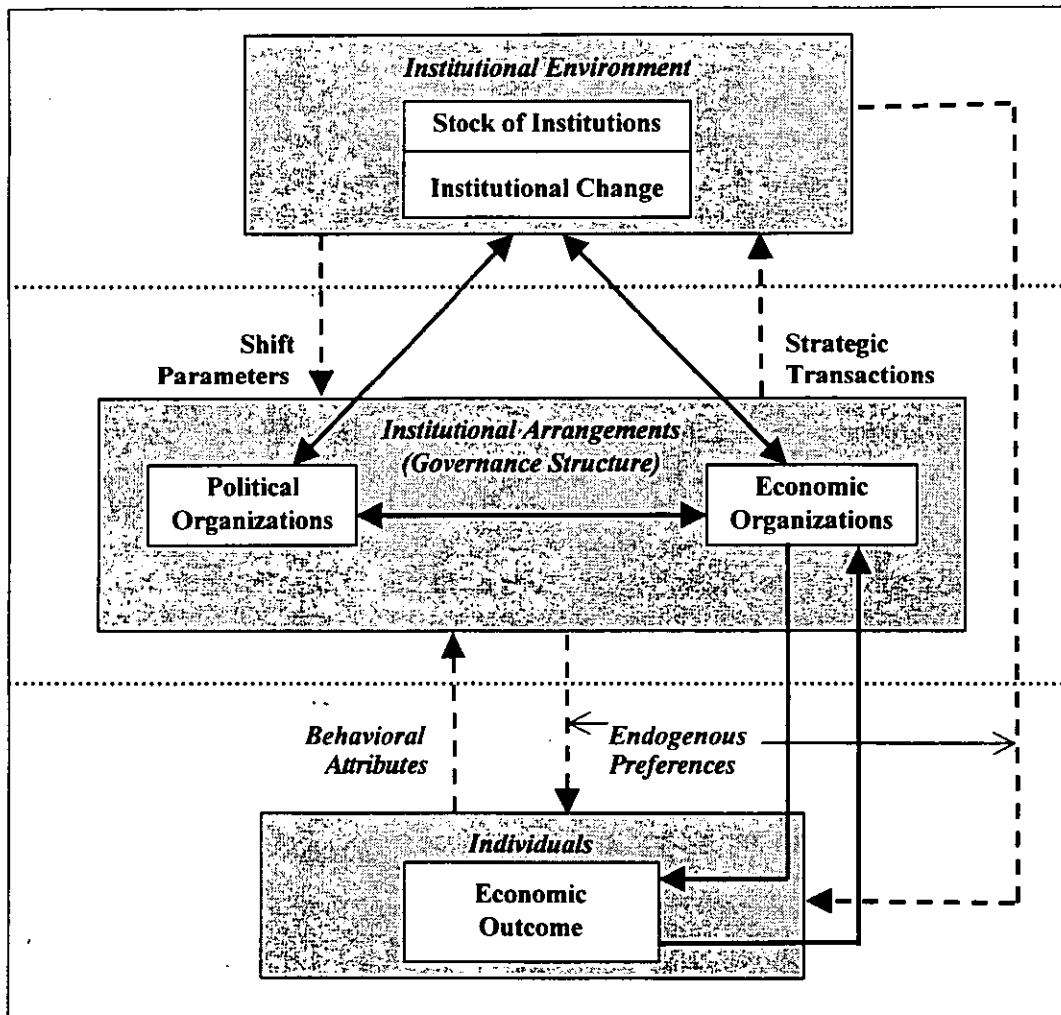 Institutional Environment
Stock of Institutions
Institutional Change
Shift
Parameters
Strategic
Transactions
Institutional Arrangements
(Governance Structure)
Political
Organizations
Economic
Organizations
Behavioral
Attributes
Endogenous
Preferences
Individuals
Economic
Outcome